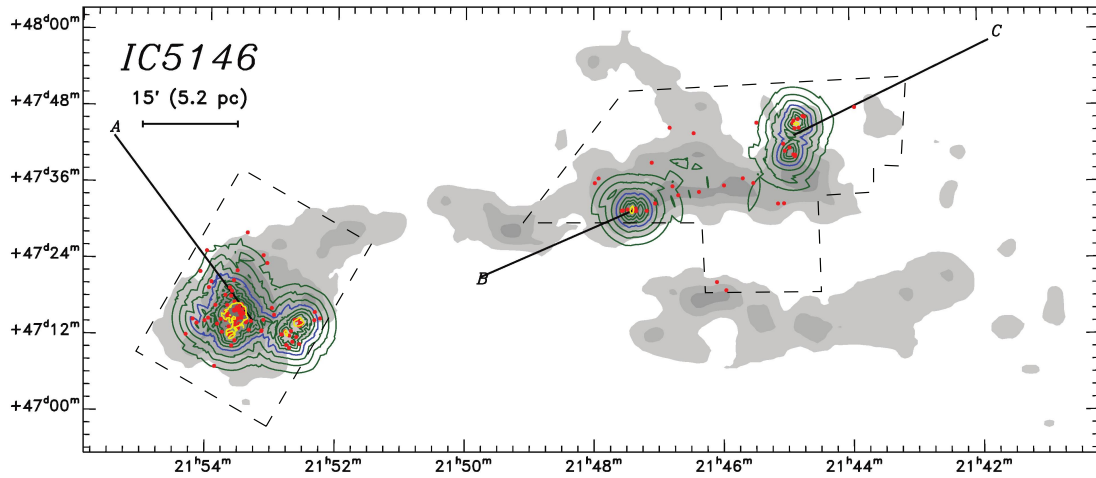 +48ᵈ00ᵐ
IC5146
C
15' (5.2 pc)
+47ᵈ48ᵐ
A
+47ᵈ36ᵐ
+47ᵈ24ᵐ
B
+47ᵈ12ᵐ
+47ᵈ00ᵐ
21ʰ54ᵐ 21ʰ52ᵐ 21ʰ50ᵐ 21ʰ48ᵐ 21ʰ46ᵐ 21ʰ44ᵐ 21ʰ42ᵐ